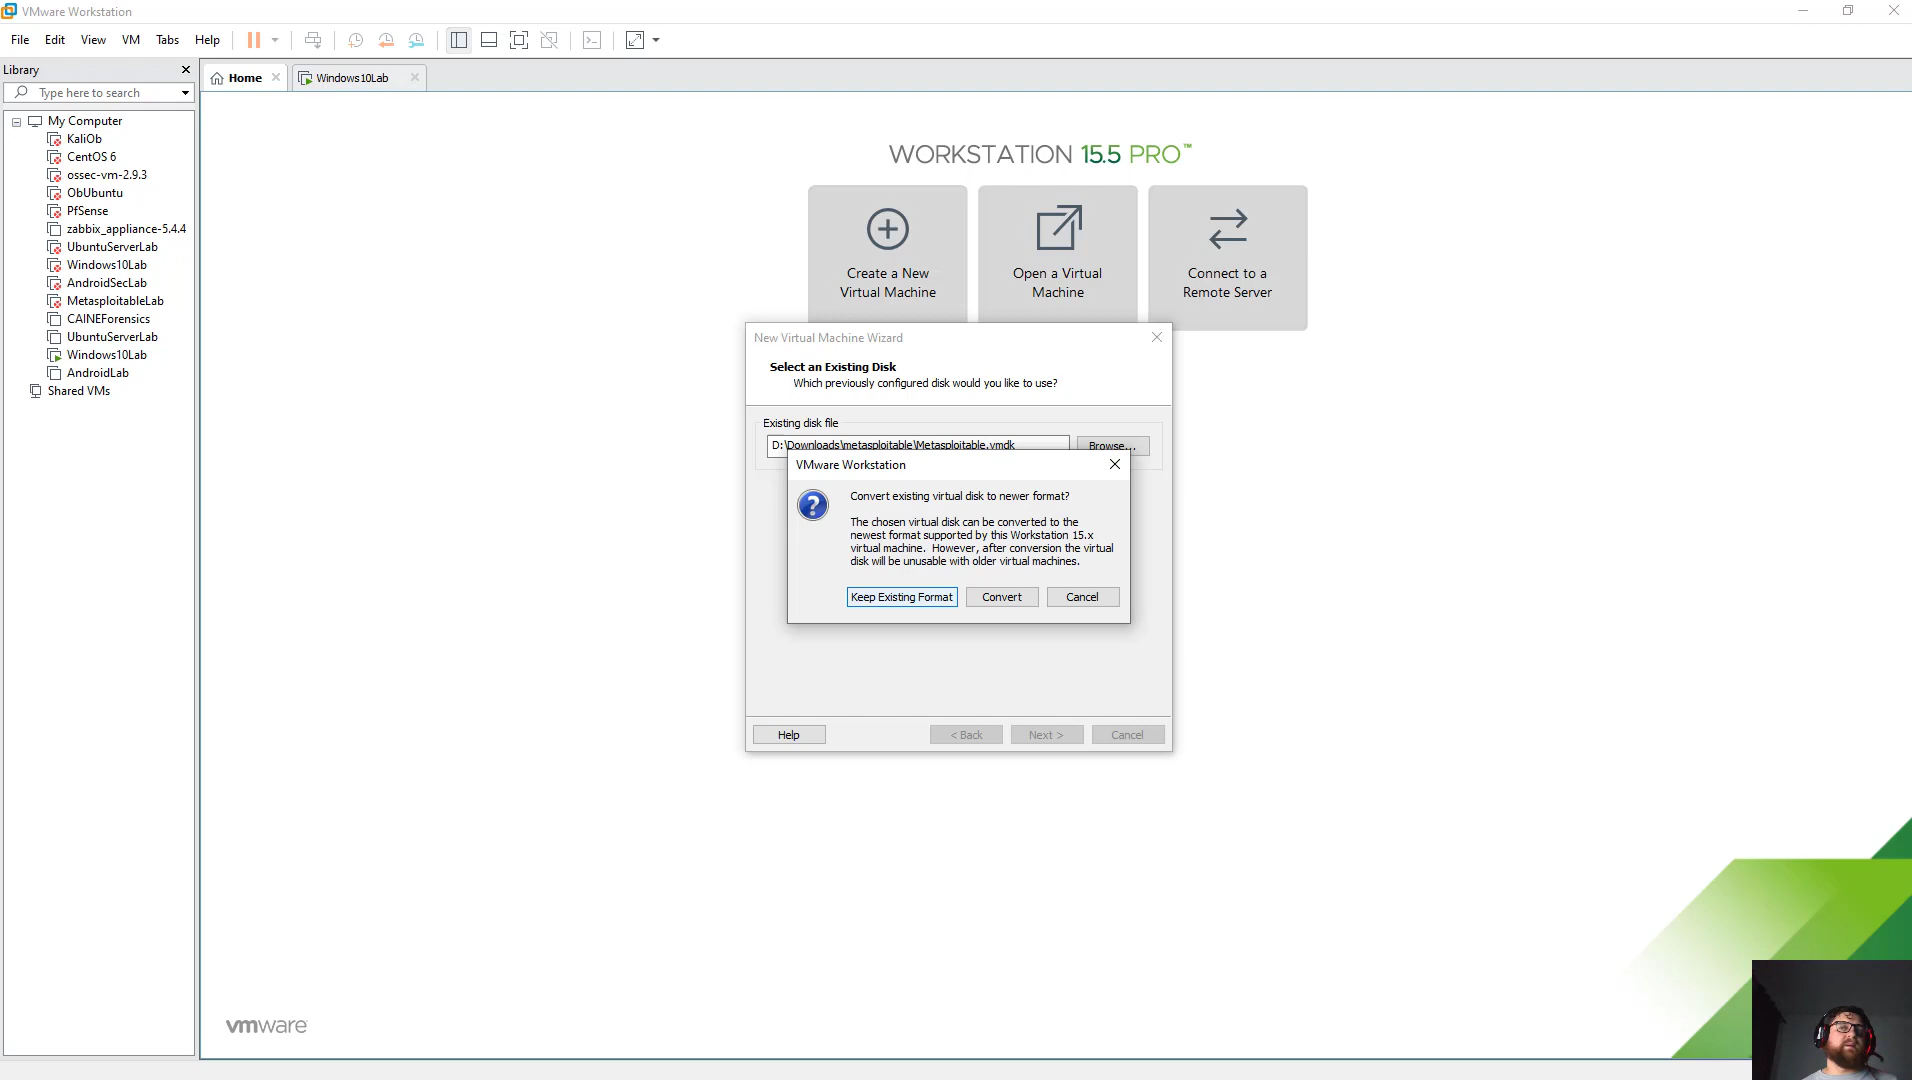 VMware Workstation
File Edit View VM Tabs Help
Library
Type here to search
Home
Windows10Lab
My Computer
KaliOb
CentOS 6
ossec-vm-2.9.3
ObUbuntu
PfSense
zabbix_appliance-5.4.4
UbuntuServerLab
Windows10Lab
AndroidSecLab
MetasploitableLab
CAINEForensics
UbuntuServerLab
Windows10Lab
AndroidLab
Shared VMs
WORKSTATION 15.5 PRO™
Create a New
Virtual Machine
Open a Virtual
Machine
Connect to a
Remote Server
New Virtual Machine Wizard
Select an Existing Disk
Which previously configured disk would you like to use?
Existing disk file
D:\Downloads\metasploitable\Metasploitable.vmdk
Browse...
VMware Workstation
Convert existing virtual disk to newer format?
The chosen virtual disk can be converted to the
newest format supported by this Workstation 15.x
virtual machine. However, after conversion the virtual
disk will be unusable with older virtual machines.
Keep Existing Format
Convert
Cancel
Help
< Back
Next >
Cancel
vmware